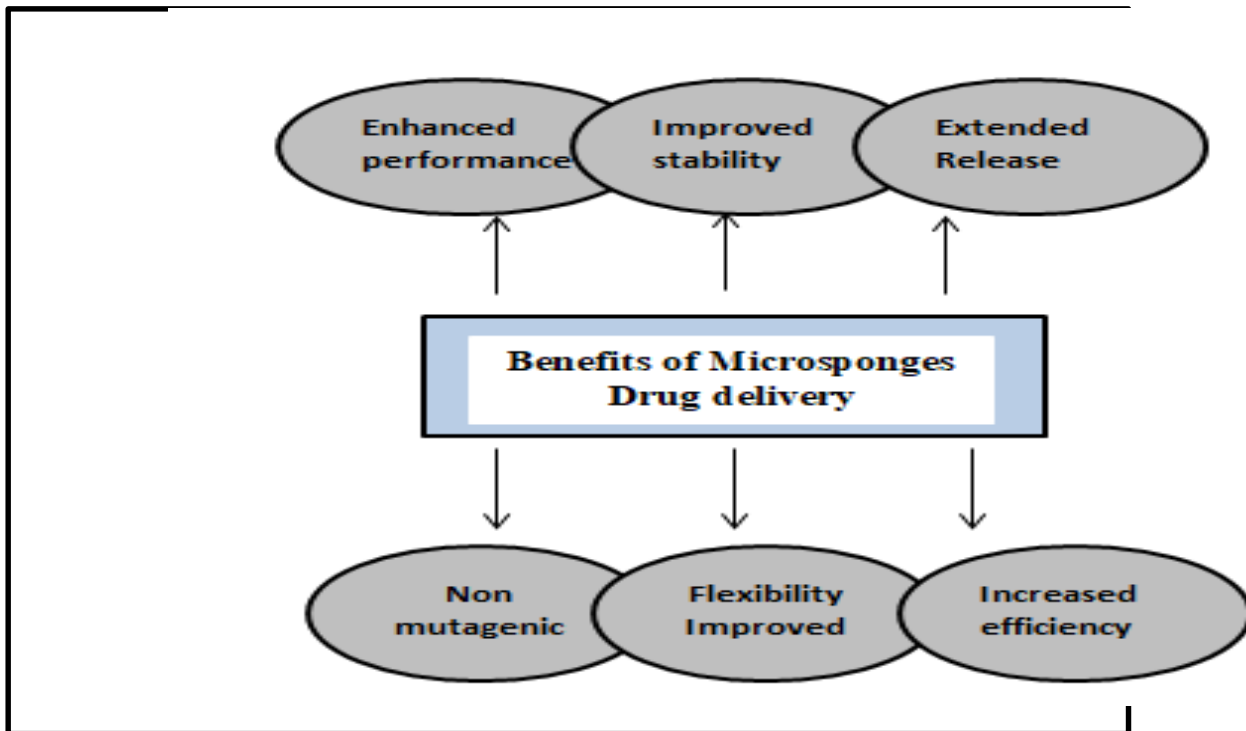 Enhanced
performance
Improved
stability
Extended
Release
Benefits of Microsponges
Drug delivery
Non
mutagenic
Flexibility
Improved
Increased
efficiency